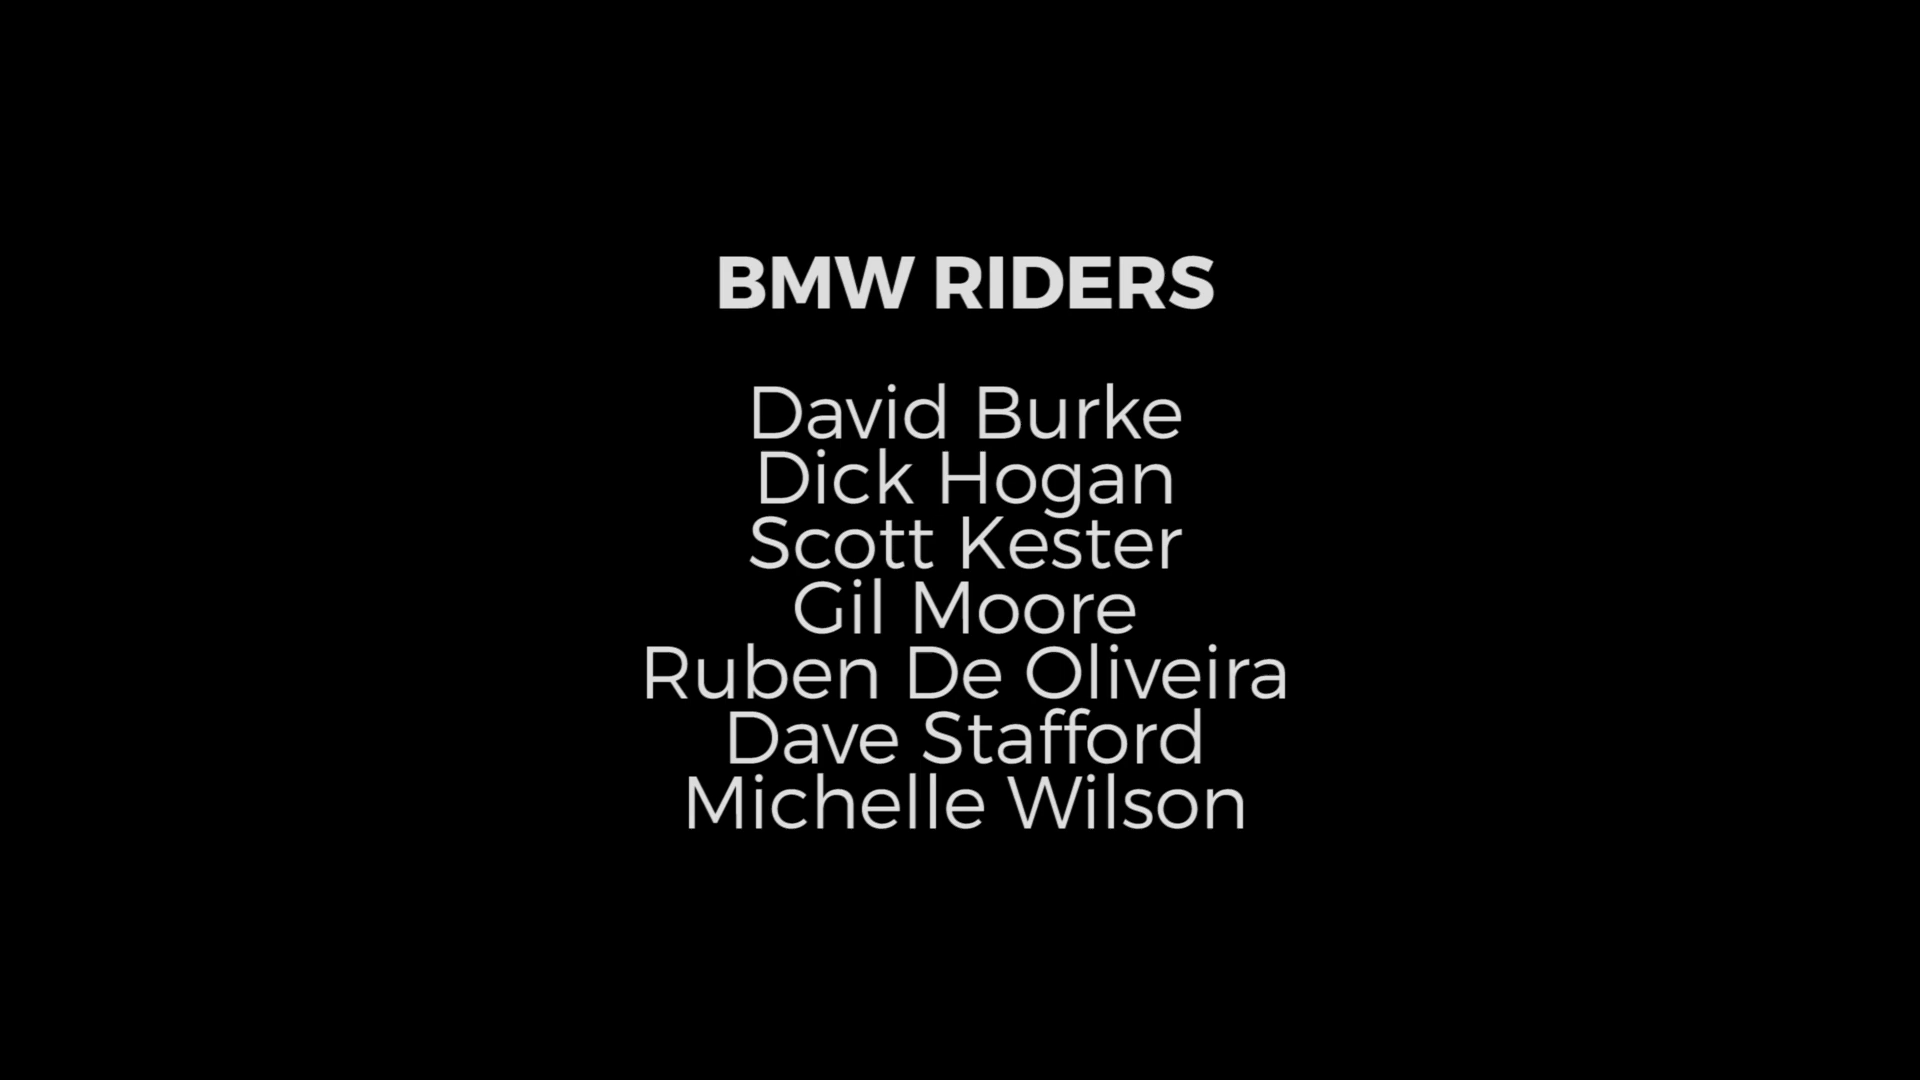 BMW RIDERS
David Burke
Dick Hogan
Scott Kester
Gil Moore
Ruben De Oliveira
Dave Stafford
Michelle Wilson